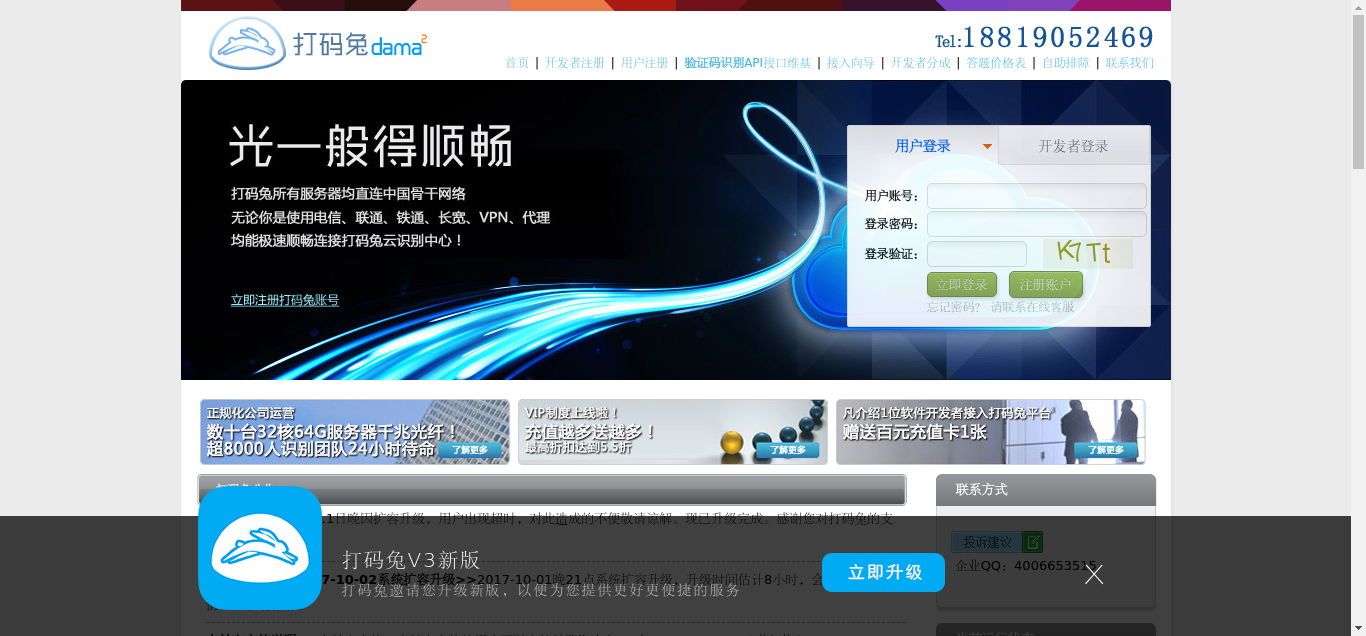 打码兔dama2
Tel:18819052469
首页 | 开发者注册 | 用户注册 | 验证码识别API接口维基 | 接入向导 | 开发者分成 | 答题价格表 | 自助排障 | 联系我们
光一般得顺畅
打码兔所有服务器均直连中国骨干网络
无论你是使用电信、联通、铁通、长宽、VPN、代理
均能极速顺畅连接打码兔云识别中心！
立即注册打码兔账号
用户登录
开发者登录
用户账号：
登录密码：
登录验证：
K7Tt
立即登录
注册账户
忘记密码? 请联系在线客服
正规化公司运营
数十台32核64G服务器千兆光纤！
超8000人识别团队24小时待命
了解更多
VIP制度上线啦！
充值越多送越多！
最高折扣达到5.5折
了解更多
凡介绍1位软件开发者接入打码兔平台
赠送百元充值卡1张
了解更多
联系方式
1日晚因扩容升级，用户出现超时，对此造成的不便敬请谅解。现已升级完成。感谢您对打码兔的支
投诉建议
企业QQ：4006653515
打码兔V3新版
立即升级
7-10-02系统扩容升级>>2017-10-01晚21点系统扩容升级，升级时间估计8小时，
打码兔邀请您升级新版，以便为您提供更好更便捷的服务